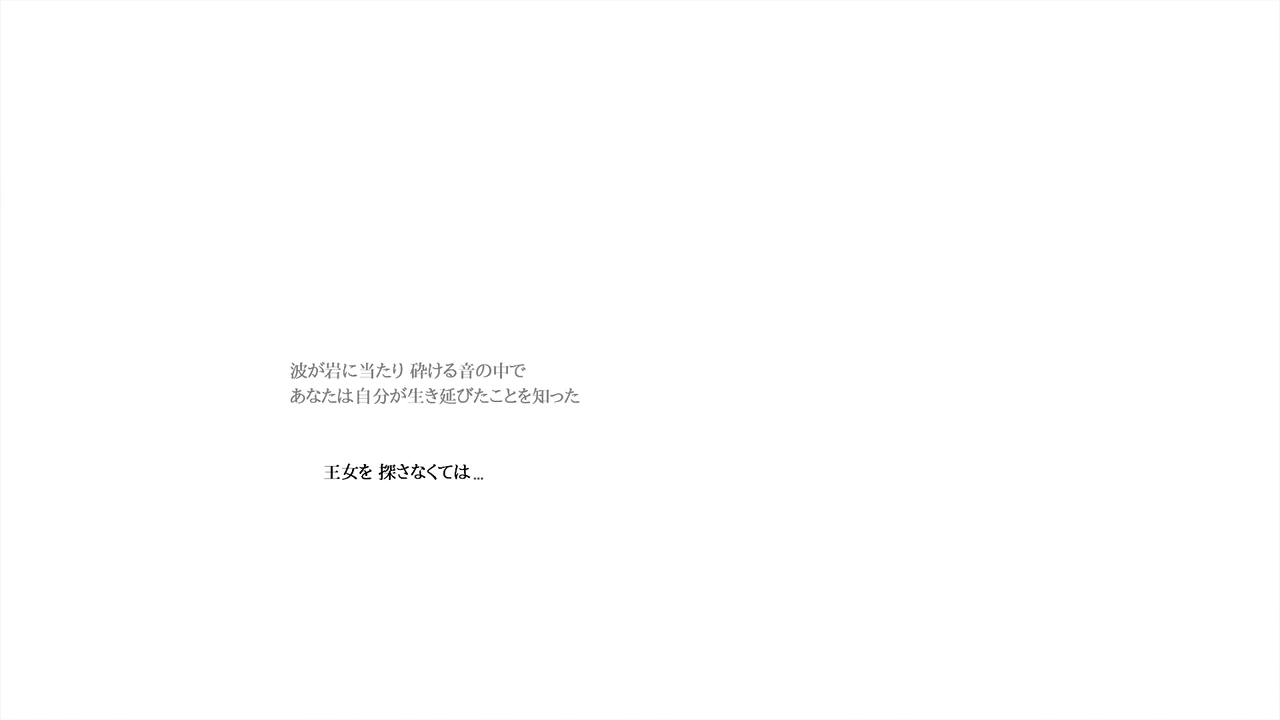 波が岩に当たり 砕ける音の中で
あなたは自分が生き延びたことを知った
王女を 探さなくては...